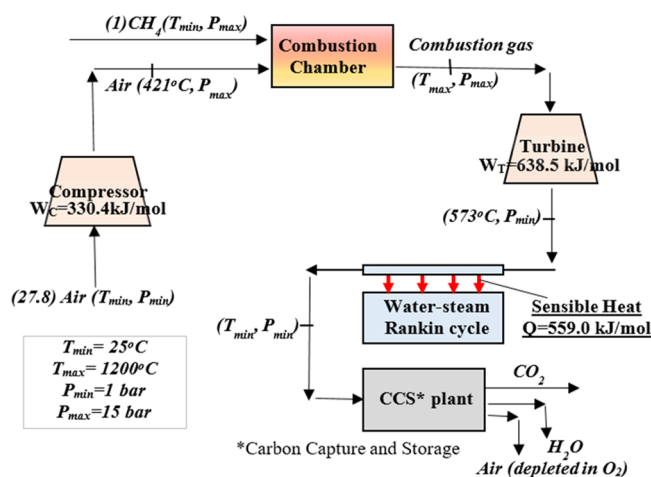 (1)CH₄(Tmin, Pmax)
Air (421°C, Pmax)
Combustion
Chamber
Combustion gas
(Tmax, Pmax)
Compressor
WC=330.4kJ/mol
Turbine
WT=638.5 kJ/mol
(573°C, Pmin)
(27.8) Air (Tmin, Pmin)
Tmin= 25°C
Tmax= 1200°C
Pmin=1 bar
Pmax=15 bar
(Tmin, Pmin)
Water-steam
Rankin cycle
Sensible Heat
Q=559.0 kJ/mol
CCS* plant
CO₂
H₂O
Air (depleted in O₂)
*Carbon Capture and Storage